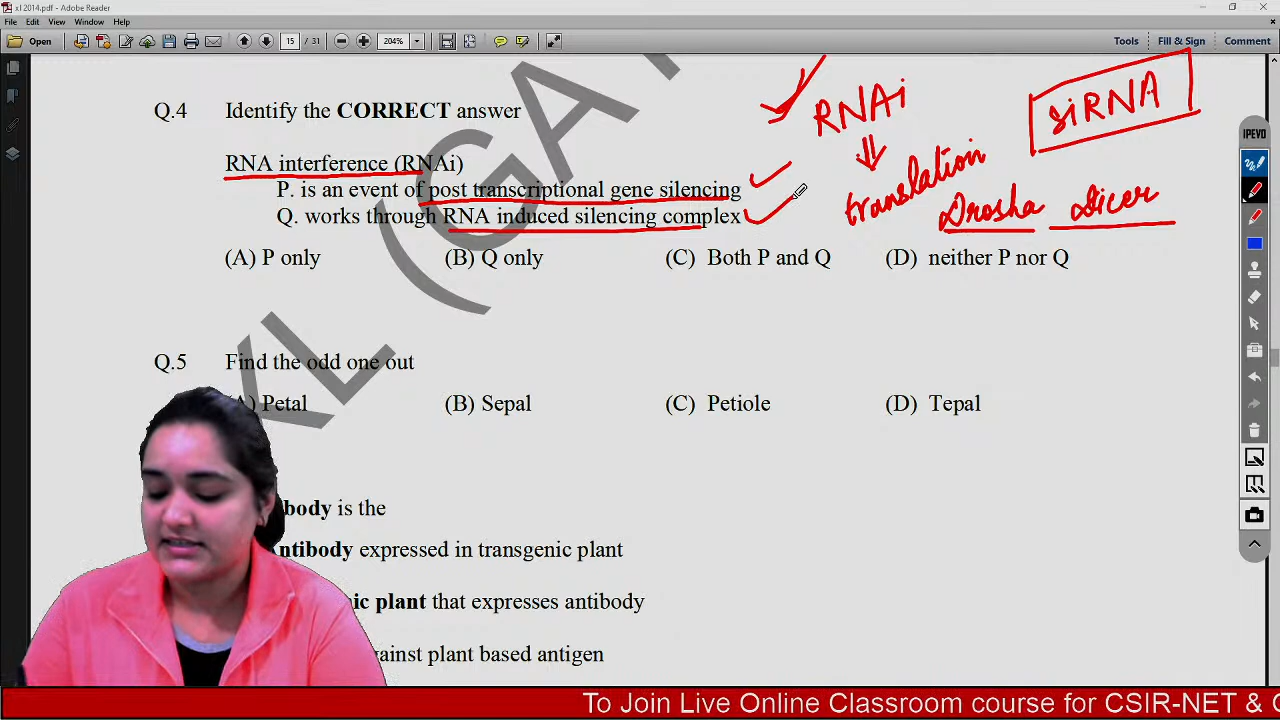 xl 2014.pdf - Adobe Reader
File Edit View Window Help
Open 15 / 31 204% Tools Fill & Sign Comment
Q.4 Identify the CORRECT answer
RNA interference (RNAi)
P. is an event of post transcriptional gene silencing
Q. works through RNA induced silencing complex
(A) P only (B) Q only (C) Both P and Q (D) neither P nor Q
RNAi
translation
Drosha Dicer
siRNA
Q.5 Find the odd one out
(A) Petal (B) Sepal (C) Petiole (D) Tepal
body is the
ntibody expressed in transgenic plant
ic plant that expresses antibody
ainst plant based antigen
XL (GA
IPEVO
To Join Live Online Classroom course for CSIR-NET & G